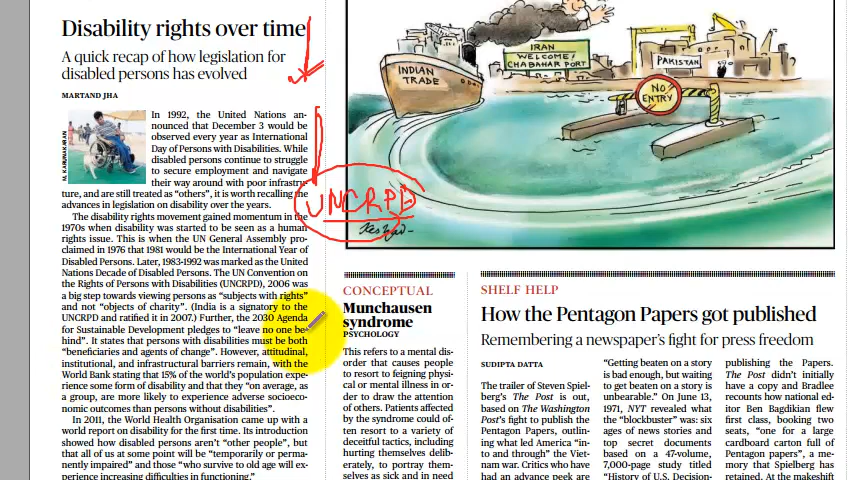 Disability rights over time
A quick recap of how legislation for
disabled persons has evolved
MARTAND JHA
M. KARUNAKARAN
In 1992, the United Nations an-
nounced that December 3 would be
observed every year as International
Day of Persons with Disabilities. While
disabled persons continue to struggle
to secure employment and navigate
their way around with poor infrastruc-
ture, and are still treated as "others", it is worth recalling the
advances in legislation on disability over the years.
The disability rights movement gained momentum in the
1970s when disability was started to be seen as a human
rights issue. This is when the UN General Assembly pro-
claimed in 1976 that 1981 would be the International Year of
Disabled Persons. Later, 1983-1992 was marked as the United
Nations Decade of Disabled Persons. The UN Convention on
the Rights of Persons with Disabilities (UNCRPD), 2006 was
a big step towards viewing persons as "subjects with rights"
and not "objects of charity". (India is a signatory to the
UNCRPD and ratified it in 2007.) Further, the 2030 Agenda
for Sustainable Development pledges to "leave no one be-
hind". It states that persons with disabilities must be both
"beneficiaries and agents of change". However, attitudinal,
institutional, and infrastructural barriers remain, with the
World Bank stating that 15% of the world's population expe-
rience some form of disability and that they "on average, as
a group, are more likely to experience adverse socioeco-
nomic outcomes than persons without disabilities".
In 2011, the World Health Organisation came up with a
world report on disability for the first time. Its introduction
showed how disabled persons aren't "other people", but
that all of us at some point will be "temporarily or perma-
nently impaired" and those "who survive to old age will ex-
perience increasing difficulties in functioning."
UNCRPD
INDIAN
TRADE
IRAN
WELCOME!
CHABAHAR PORT
PAKISTAN
NO
ENTRY
Keshav
CONCEPTUAL
Munchausen
syndrome
PSYCHOLOGY
This refers to a mental dis-
order that causes people
to resort to feigning physi-
cal or mental illness in or-
der to draw the attention
of others. Patients affected
by the syndrome could of-
ten resort to a variety of
deceitful tactics, including
hurting themselves delib-
erately, to portray them-
selves as sick and in need
SHELF HELP
How the Pentagon Papers got published
Remembering a newspaper's fight for press freedom
SUDIPTA DATTA
The trailer of Steven Spiel-
berg's The Post is out,
based on The Washington
Post's fight to publish the
Pentagon Papers, outlin-
ing what led America "in-
to and through" the Viet-
nam war. Critics who have
had an advance peek are
"Getting beaten on a story
is bad enough, but waiting
to get beaten on a story is
unbearable." On June 13,
1971, NYT revealed what
the "blockbuster" was: six
pages of news stories and
top secret documents
based on a 47-volume,
7,000-page study titled
"History of U.S. Decision-
publishing the Papers.
The Post didn't initially
have a copy and Bradlee
recounts how national ed-
itor Ben Bagdikian flew
first class, booking two
seats, "one for a large
cardboard carton full of
Pentagon papers", a me-
mory that Spielberg has
retained. At the makeshift